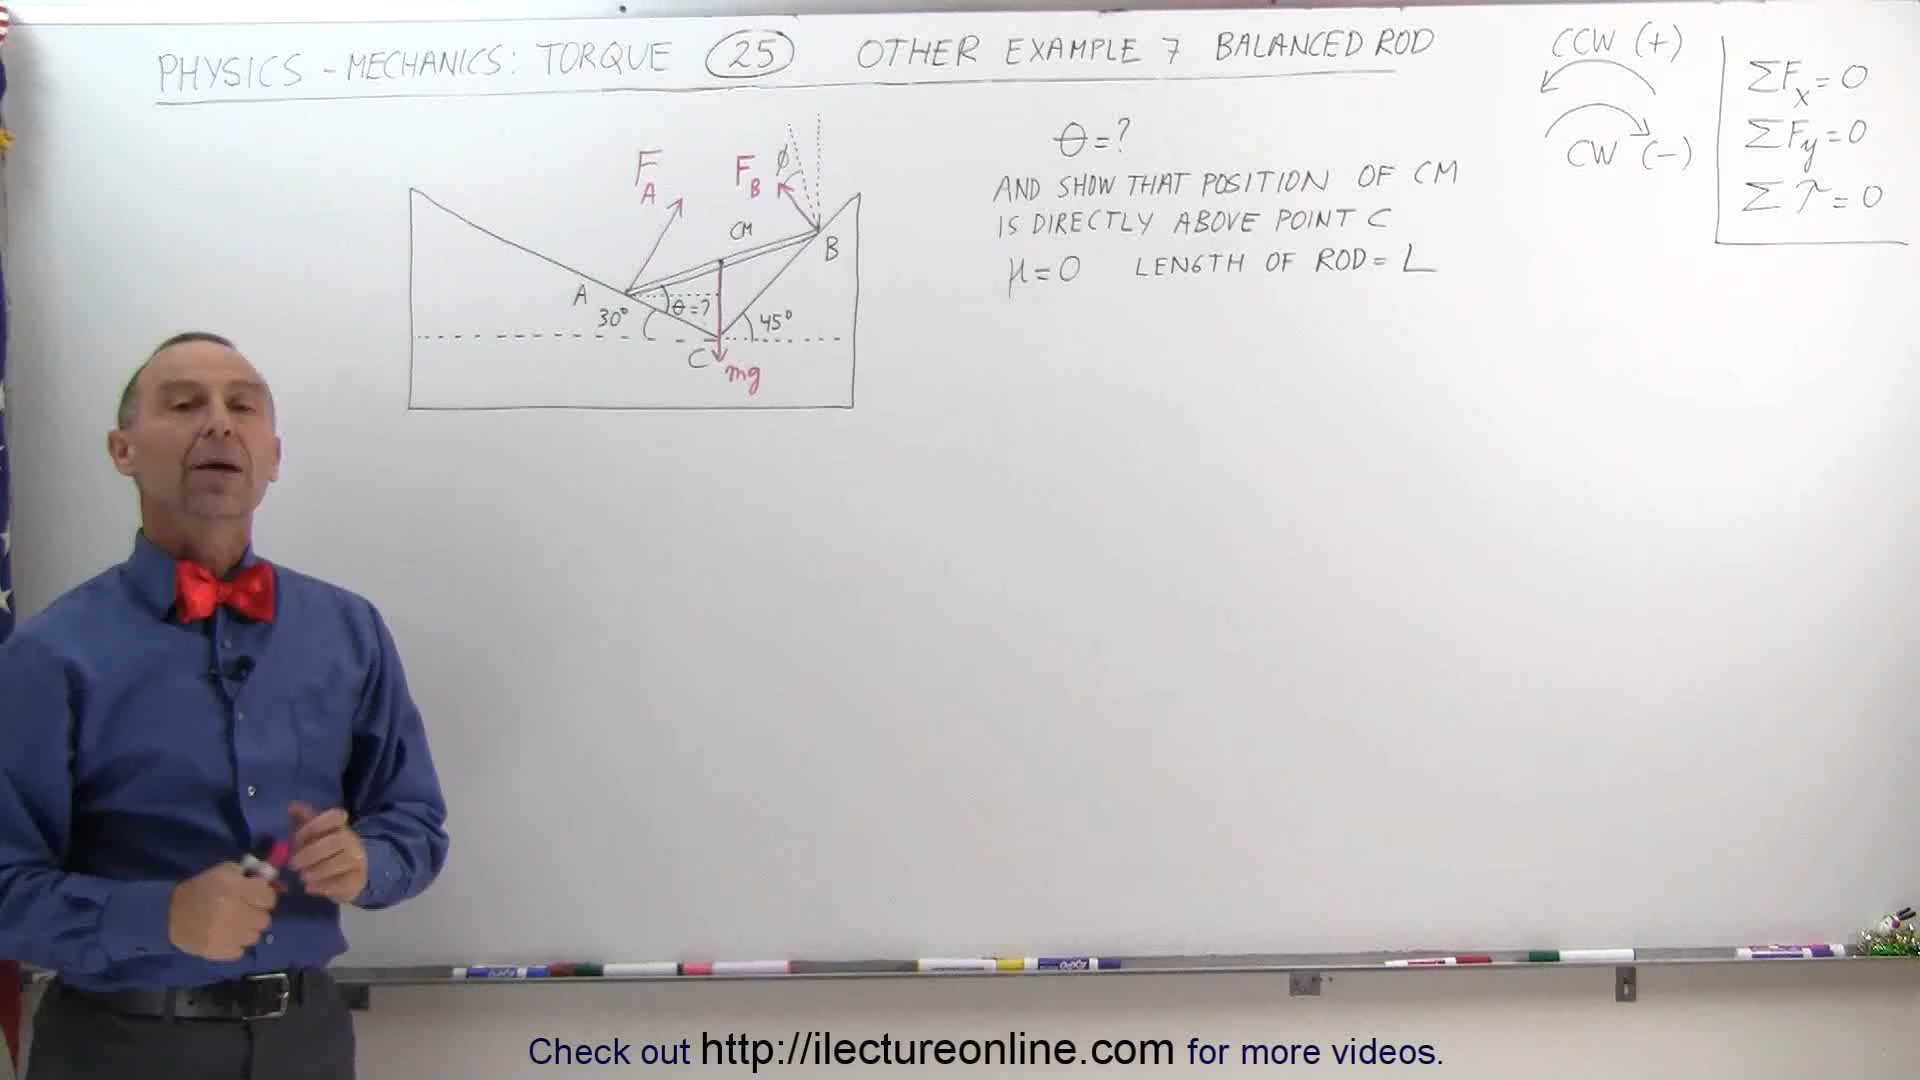 PHYSICS - MECHANICS: TORQUE 25 OTHER EXAMPLE 7 BALANCED ROD
CCW (+)
CW (-)
ΣFx = 0
ΣFy = 0
Στ = 0
θ = ?
AND SHOW THAT POSITION OF CM
IS DIRECTLY ABOVE POINT C
μ = 0 LENGTH OF ROD = L
FA
FB
φ
CM
B
A
θ = ?
30°
45°
C
mg
EXPO
EXPO
Check out http://ilectureonline.com for more videos.